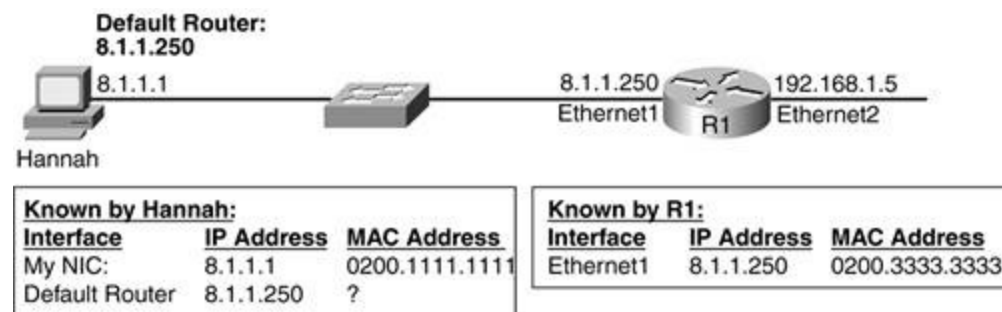 Default Router:
8.1.1.250
8.1.1.1
8.1.1.250
192.168.1.5
Ethernet1
R1
Ethernet2
Hannah
Known by Hannah:
Interface IP Address MAC Address
My NIC: 8.1.1.1 0200.1111.1111
Default Router 8.1.1.250 ?
Known by R1:
Interface IP Address MAC Address
Ethernet1 8.1.1.250 0200.3333.3333